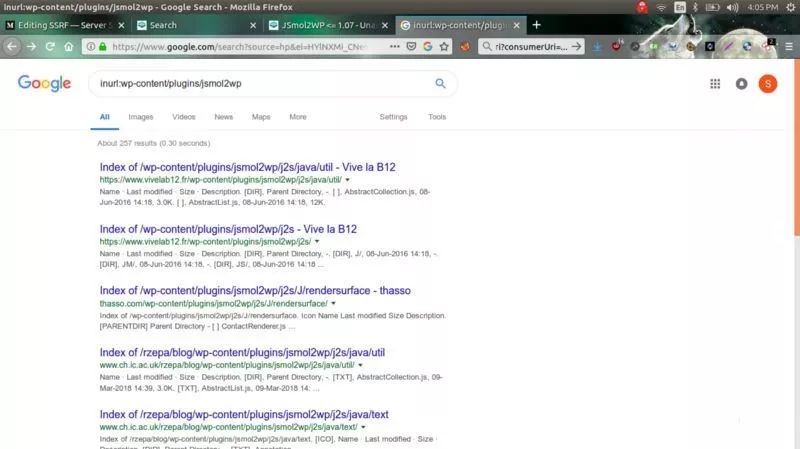 inurl:wp-content/plugins/jsmol2wp - Google Search - Mozilla Firefox
En
4:05 PM
Editing SSRF — Server S
Search
JSmol2WP <= 1.07 - Una
inurl:wp-content/plugins/j
https://www.google.com/search?source=hp&ei=
ri?consumerUri=...
Google
inurl:wp-content/plugins/jsmol2wp
S
All Images Videos News Maps More Settings Tools
About 257 results (0.30 seconds)
Index of /wp-content/plugins/jsmol2wp/j2s/java/util - Vive la B12
https://www.vivelab12.fr/wp-content/plugins/jsmol2wp/j2s/java/util/
Name · Last modified · Size · Description. [DIR], Parent Directory, -. [ ], AbstractCollection.js, 08-
Jun-2016 14:18, 3.0K. [ ], AbstractList.js, 08-Jun-2016 14:18, 12K.
Index of /wp-content/plugins/jsmol2wp/j2s - Vive la B12
https://www.vivelab12.fr/wp-content/plugins/jsmol2wp/j2s/
Name · Last modified · Size · Description. [DIR], Parent Directory, -. [DIR], J/, 08-Jun-2016 14:18, -.
[DIR], JM/, 08-Jun-2016 14:18, -. [DIR], JS/, 08-Jun-2016 14:18 ...
Index of /wp-content/plugins/jsmol2wp/j2s/J/rendersurface - thasso
thasso.com/wp-content/plugins/jsmol2wp/j2s/J/rendersurface/
Index of /wp-content/plugins/jsmol2wp/j2s/J/rendersurface. Icon Name Last modified Size Description.
[PARENTDIR] Parent Directory - [ ] ContactRenderer.js ...
Index of /rzepa/blog/wp-content/plugins/jsmol2wp/j2s/java/util
www.ch.ic.ac.uk/rzepa/blog/wp-content/plugins/jsmol2wp/j2s/java/util/
Name · Last modified · Size · Description. [DIR], Parent Directory, -. [TXT], AbstractCollection.js, 09-
Mar-2018 14:39, 3.0K. [TXT], AbstractList.js, 09-Mar-2018 14: ...
Index of /rzepa/blog/wp-content/plugins/jsmol2wp/j2s/java/text
www.ch.ic.ac.uk/rzepa/blog/wp-content/plugins/jsmol2wp/j2s/java/text/
Index of /rzepa/blog/wp-content/plugins/jsmol2wp/j2s/java/text. [ICO], Name · Last modified · Size ·
Description. [DIR], Parent Directory, -. [TXT], Annotation